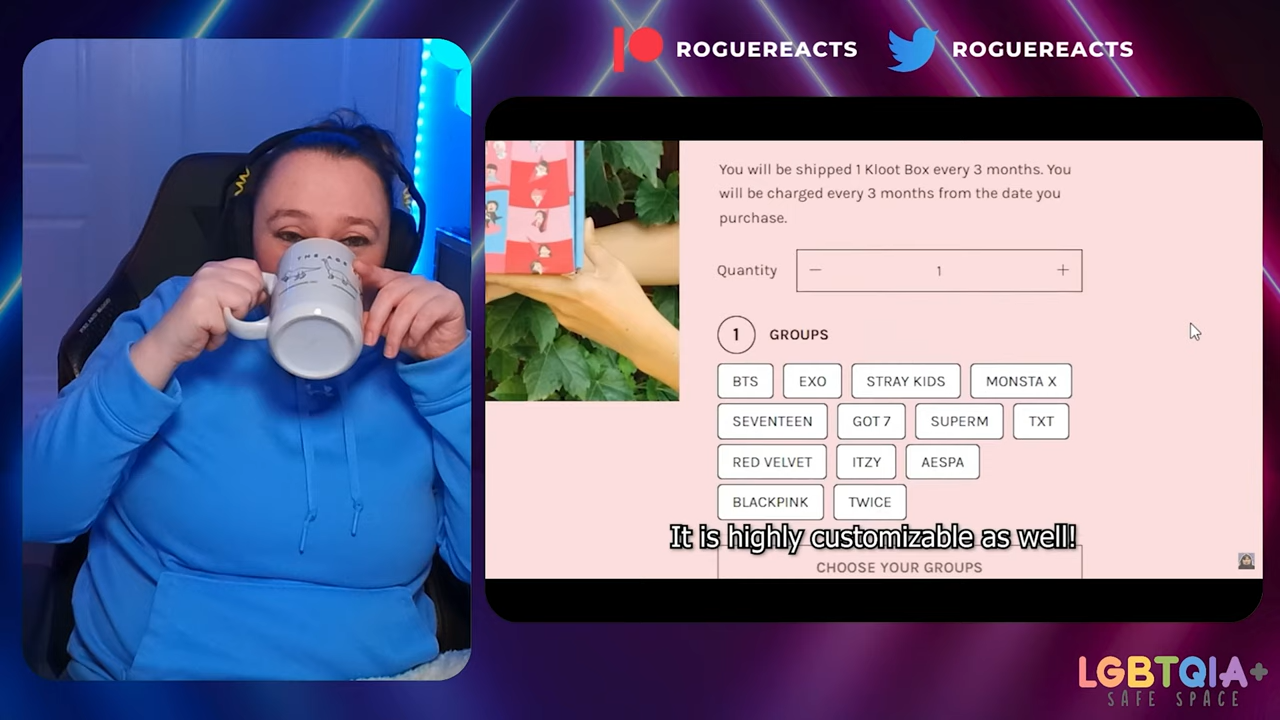 ROGUEREACTS
ROGUEREACTS
You will be shipped 1 Kloot Box every 3 months. You
will be charged every 3 months from the date you
purchase.
Quantity
− 1 +
1 GROUPS
BTS EXO STRAY KIDS MONSTA X
SEVENTEEN GOT 7 SUPERM TXT
RED VELVET ITZY AESPA
BLACKPINK TWICE
It is highly customizable as well!
CHOOSE YOUR GROUPS
LGBTQIA+
SAFE SPACE